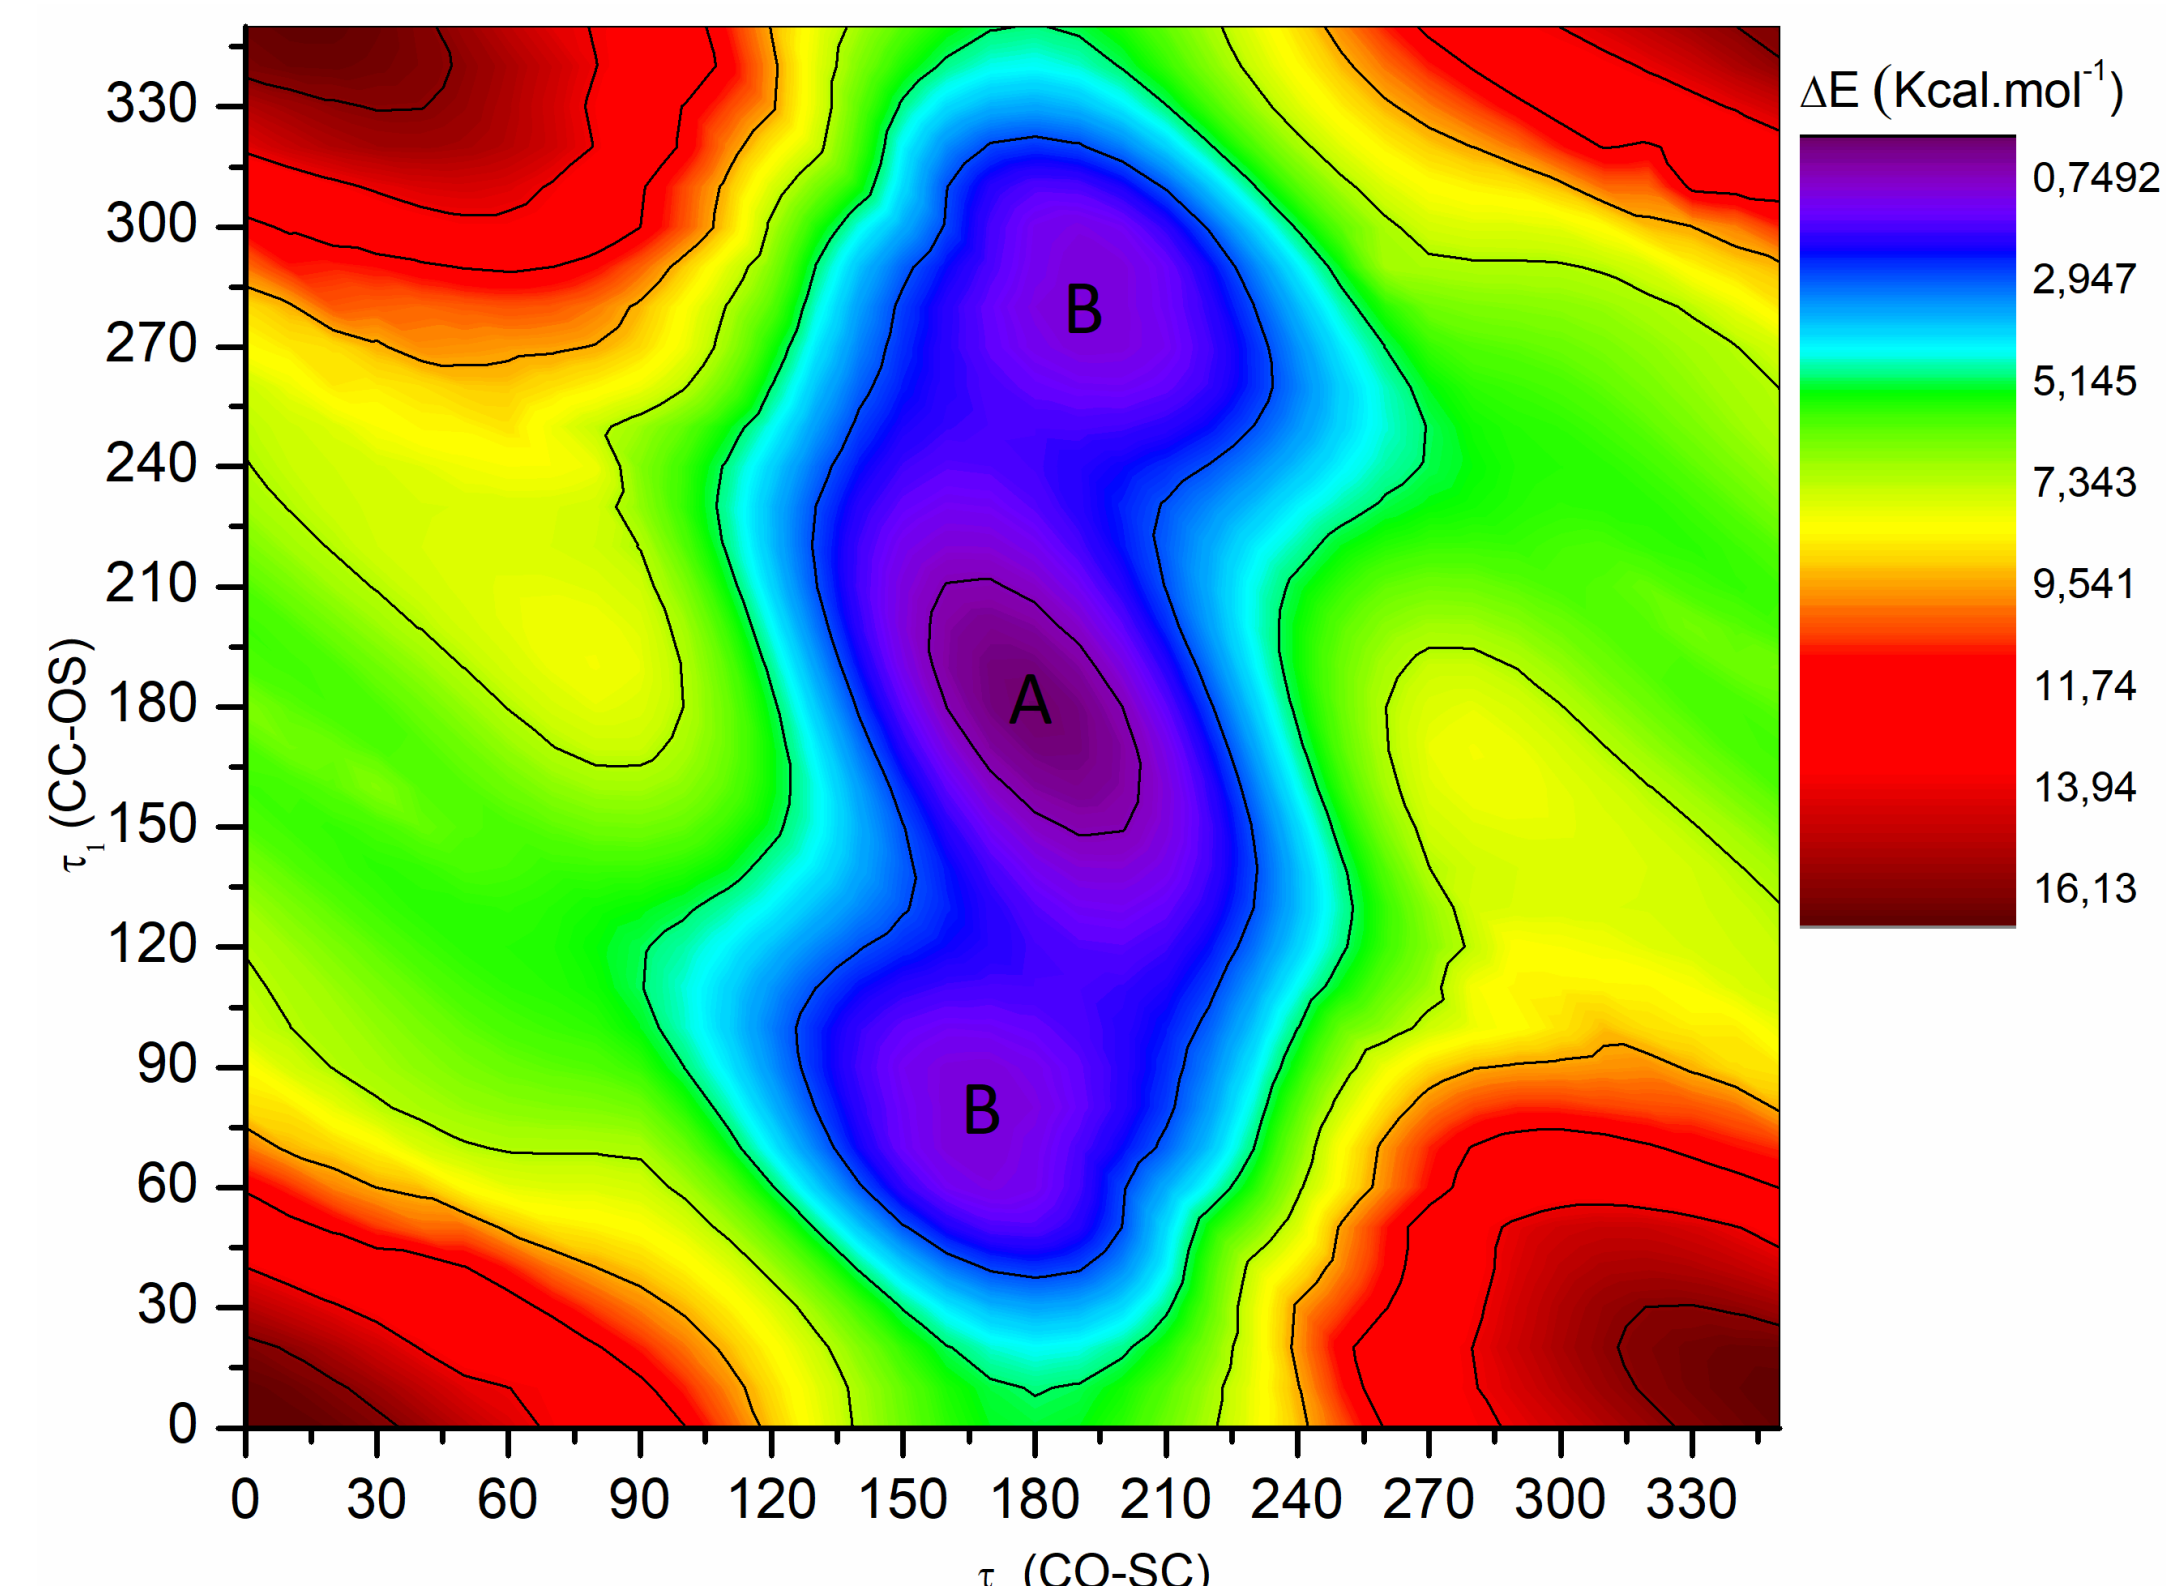 ΔE (Kcal.mol⁻¹)
0,7492
2,947
5,145
7,343
9,541
11,74
13,94
16,13
τ₁ (CC-OS)
330
300
270
240
210
180
150
120
90
60
30
0
B
A
B
0 30 60 90 120 150 180 210 240 270 300 330
τ (CO-SC)